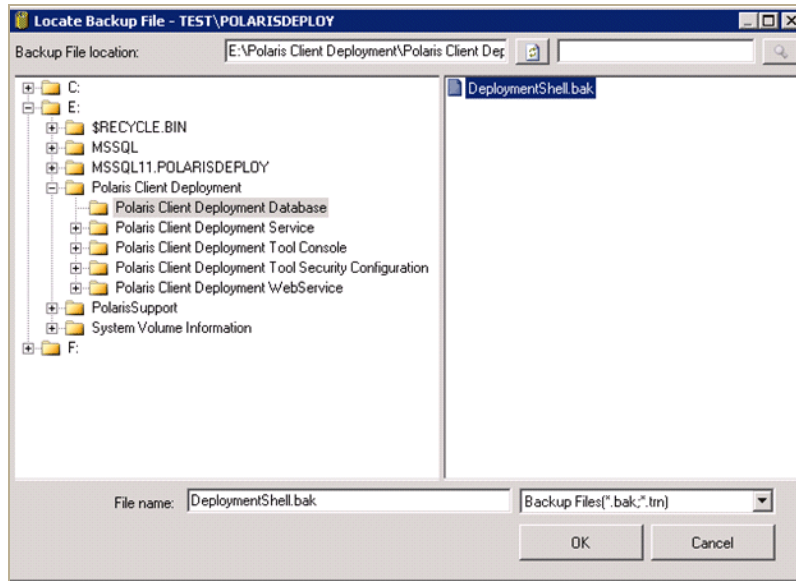 Locate Backup File - TEST\POLARISDEPLOY
Backup File location: E:\Polaris Client Deployment\Polaris Client Dep
C:
E:
$RECYCLE.BIN
MSSQL
MSSQL11.POLARISDEPLOY
Polaris Client Deployment
Polaris Client Deployment Database
Polaris Client Deployment Service
Polaris Client Deployment Tool Console
Polaris Client Deployment Tool Security Configuration
Polaris Client Deployment WebService
PolarisSupport
System Volume Information
F:
DeploymentShell.bak
File name: DeploymentShell.bak Backup Files(*.bak;*.trn)
OK Cancel